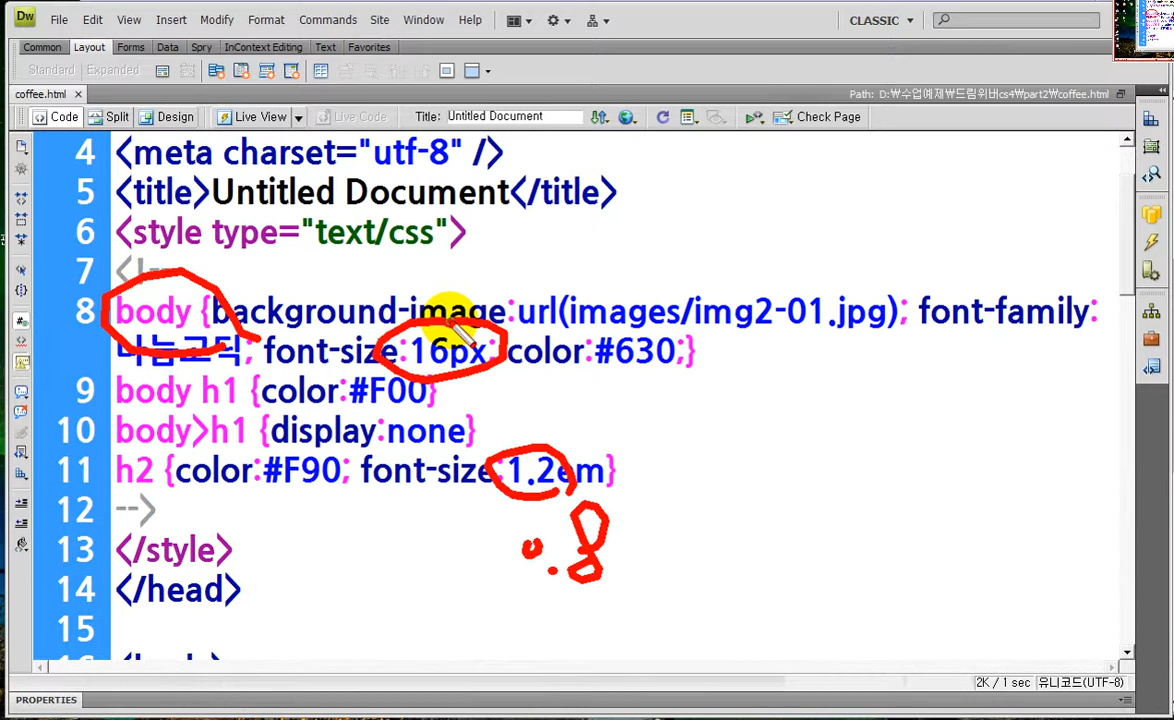 Dw File Edit View Insert Modify Format Commands Site Window Help CLASSIC
Common Layout Forms Data Spry InContext Editing Text Favorites
Standard Expanded
coffee.html × Path: D:₩수업예제₩드림위버cs4₩part2₩coffee.html
Code Split Design Live View Live Code Title: Untitled Document Check Page
4 <meta charset="utf-8" />
5 <title>Untitled Document</title>
6 <style type="text/css">
7 <!--
8 body {background-image:url(images/img2-01.jpg); font-family:
나눔고딕; font-size:16px; color:#630;}
9 body h1 {color:#F00}
10 body>h1 {display:none}
11 h2 {color:#F90; font-size:1.2em}
12 -->
0.8
13 </style>
14 </head>
15
2K / 1 sec 유니코드(UTF-8)
PROPERTIES